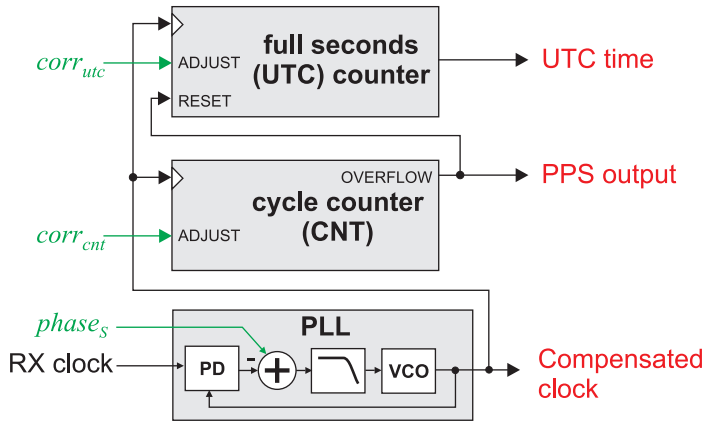 full seconds
(UTC) counter
corr_utc
ADJUST
RESET
UTC time
OVERFLOW
PPS output
cycle counter
(CNT)
corr_cnt
ADJUST
phase_S
PLL
RX clock
PD
-
+
VCO
Compensated
clock